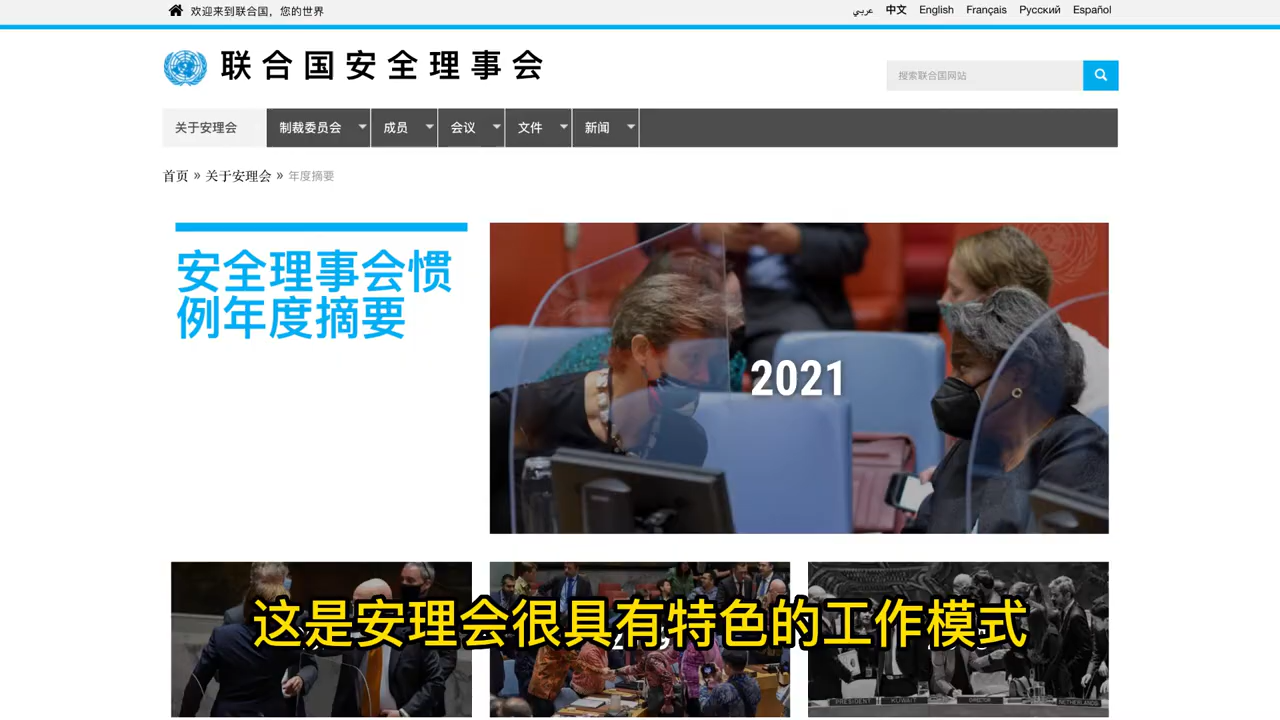 欢迎来到联合国，您的世界
عربي 中文 English Français Русский Español
联合国安全理事会
搜索联合国网站
关于安理会 制裁委员会 成员 会议 文件 新闻
首页 » 关于安理会 » 年度摘要
安全理事会惯
例年度摘要
2021
这是安理会很具有特色的工作模式
PRESIDENT KUWAIT DIRECTOR NETHERLANDS